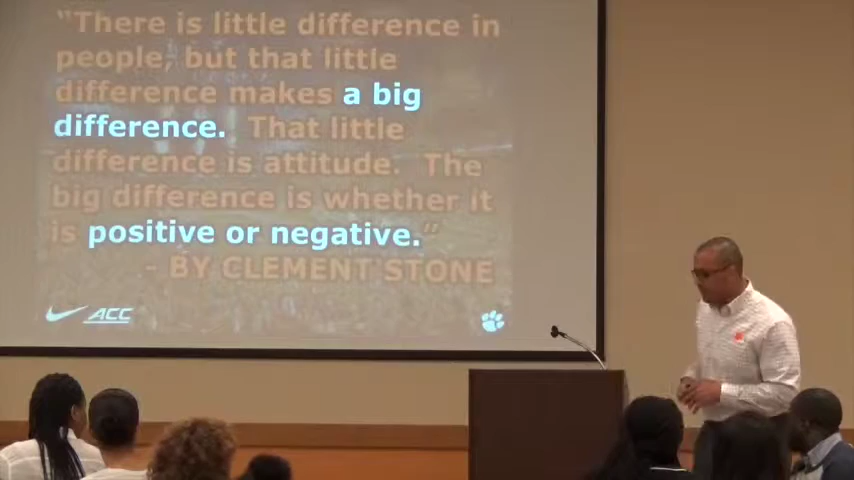 "There is little difference in
people, but that little
difference makes a big
difference. That little
difference is attitude. The
big difference is whether it
is positive or negative."
- BY CLEMENT STONE
ACC